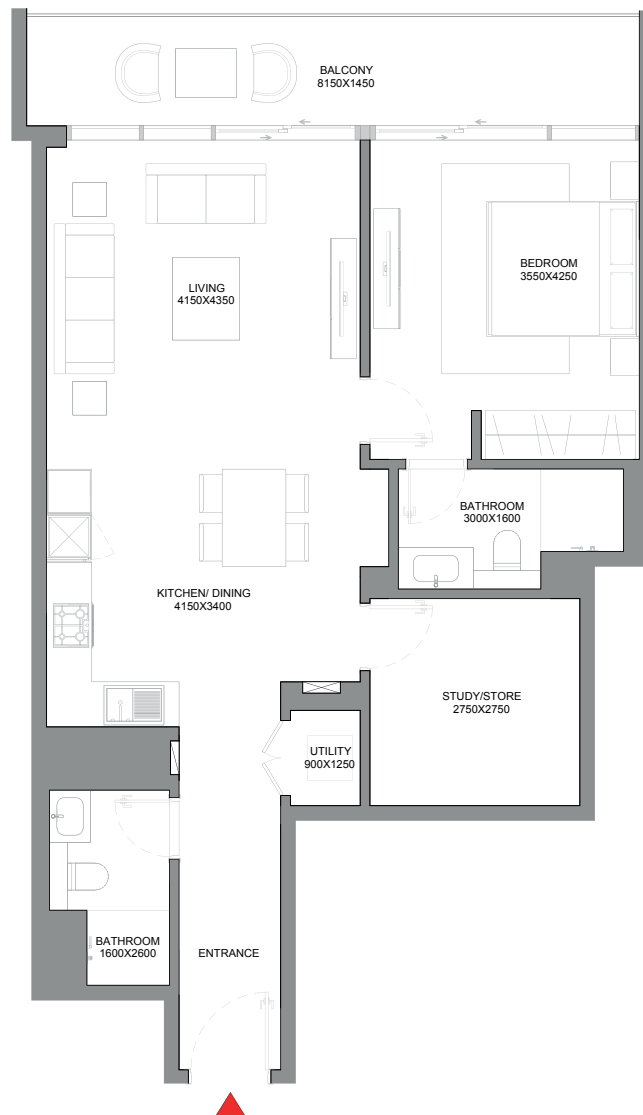 BALCONY
8150X1450
LIVING
4150X4350
BEDROOM
3550X4250
BATHROOM
3000X1600
KITCHEN/ DINING
4150X3400
STUDY/STORE
2750X2750
UTILITY
900X1250
BATHROOM
1600X2600
ENTRANCE